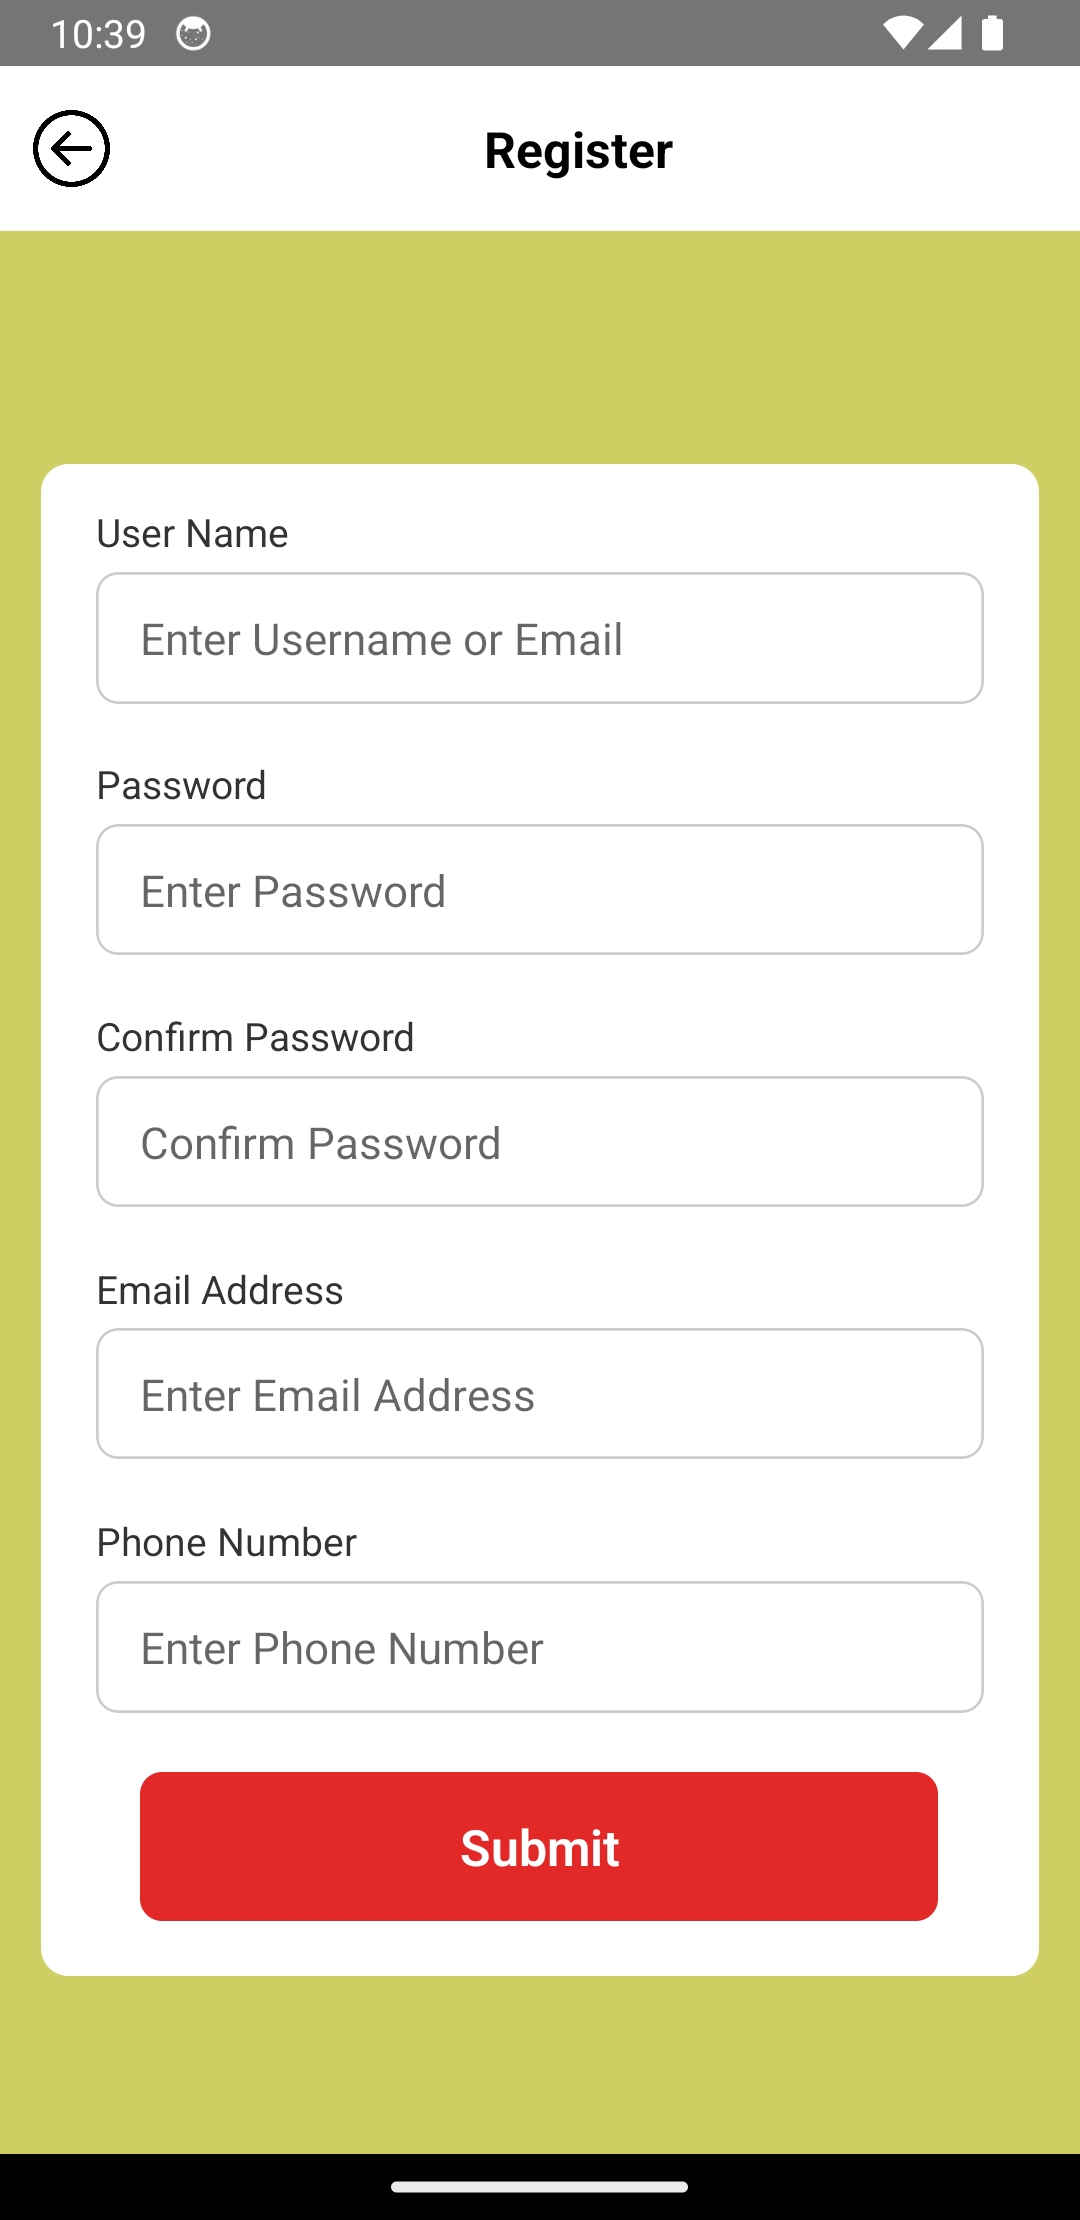 10:39
Register
User Name
Enter Username or Email
Password
Enter Password
Confirm Password
Confirm Password
Email Address
Enter Email Address
Phone Number
Enter Phone Number
Submit